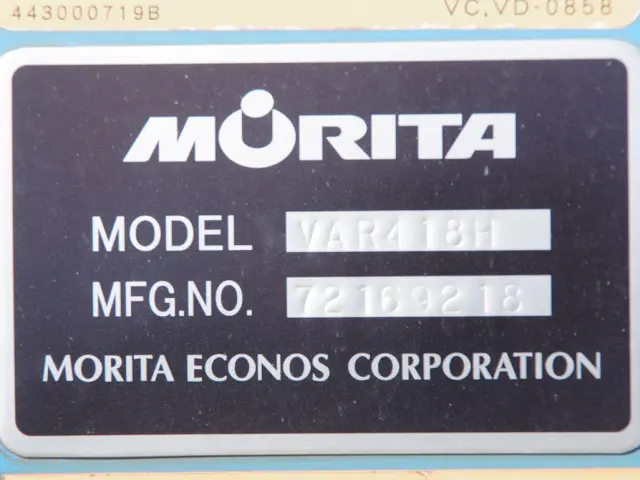 443000719B VC,VD-0858
MORITA
MODEL VAR418H
MFG.NO. 72169218
MORITA ECONOS CORPORATION